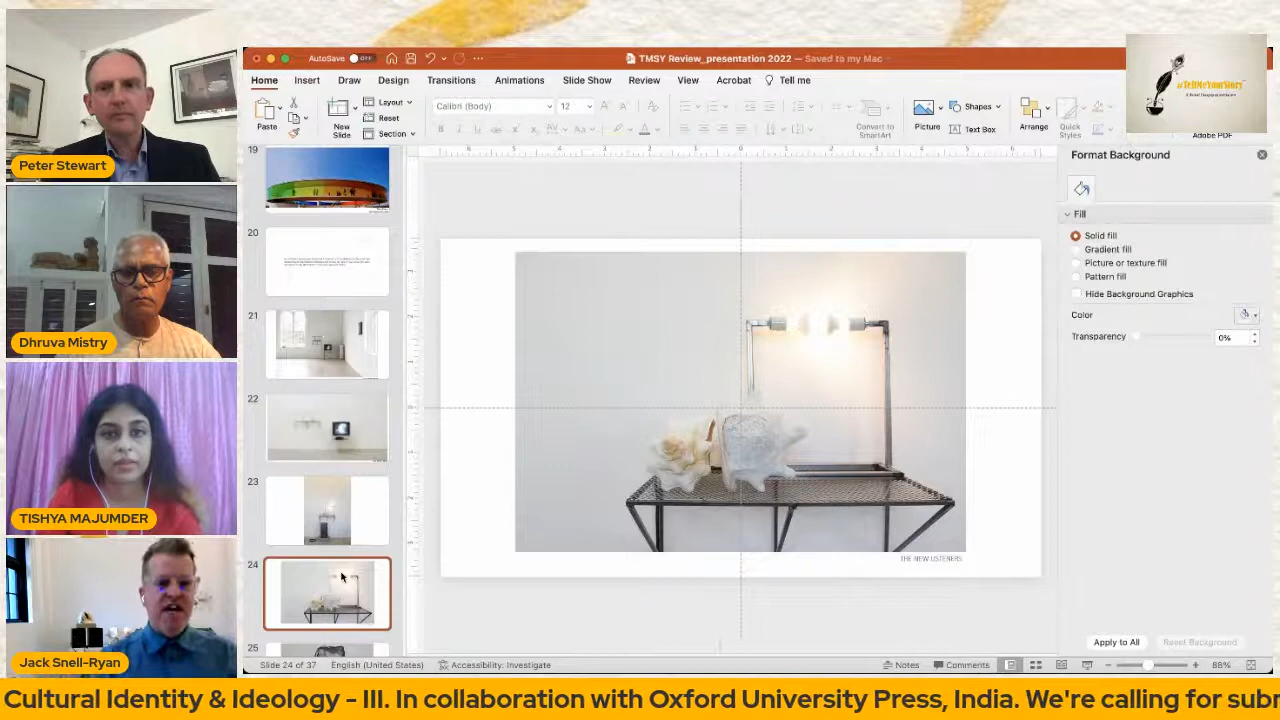 AutoSave OFF
TMSY Review_presentation 2022 — Saved to my Mac
#TellMeYourStory
Home Insert Draw Design Transitions Animations Slide Show Review View Acrobat Tell me
Paste
New Slide
Layout
Reset
Section
Calibri (Body) 12
Convert to SmartArt
Picture
Shapes
Text Box
Arrange
Quick Styles
Adobe PDF
Peter Stewart
Dhruva Mistry
TISHYA MAJUMDER
Jack Snell-Ryan
19
20
21
22
23
24
25
THE NEW LISTENERS
Format Background
Fill
Solid fill
Gradient fill
Picture or texture fill
Pattern fill
Hide Background Graphics
Color
Transparency 0%
Apply to All Reset Background
Slide 24 of 37 English (United States) Accessibility: Investigate Notes Comments 88%
Cultural Identity & Ideology - III. In collaboration with Oxford University Press, India. We're calling for subm